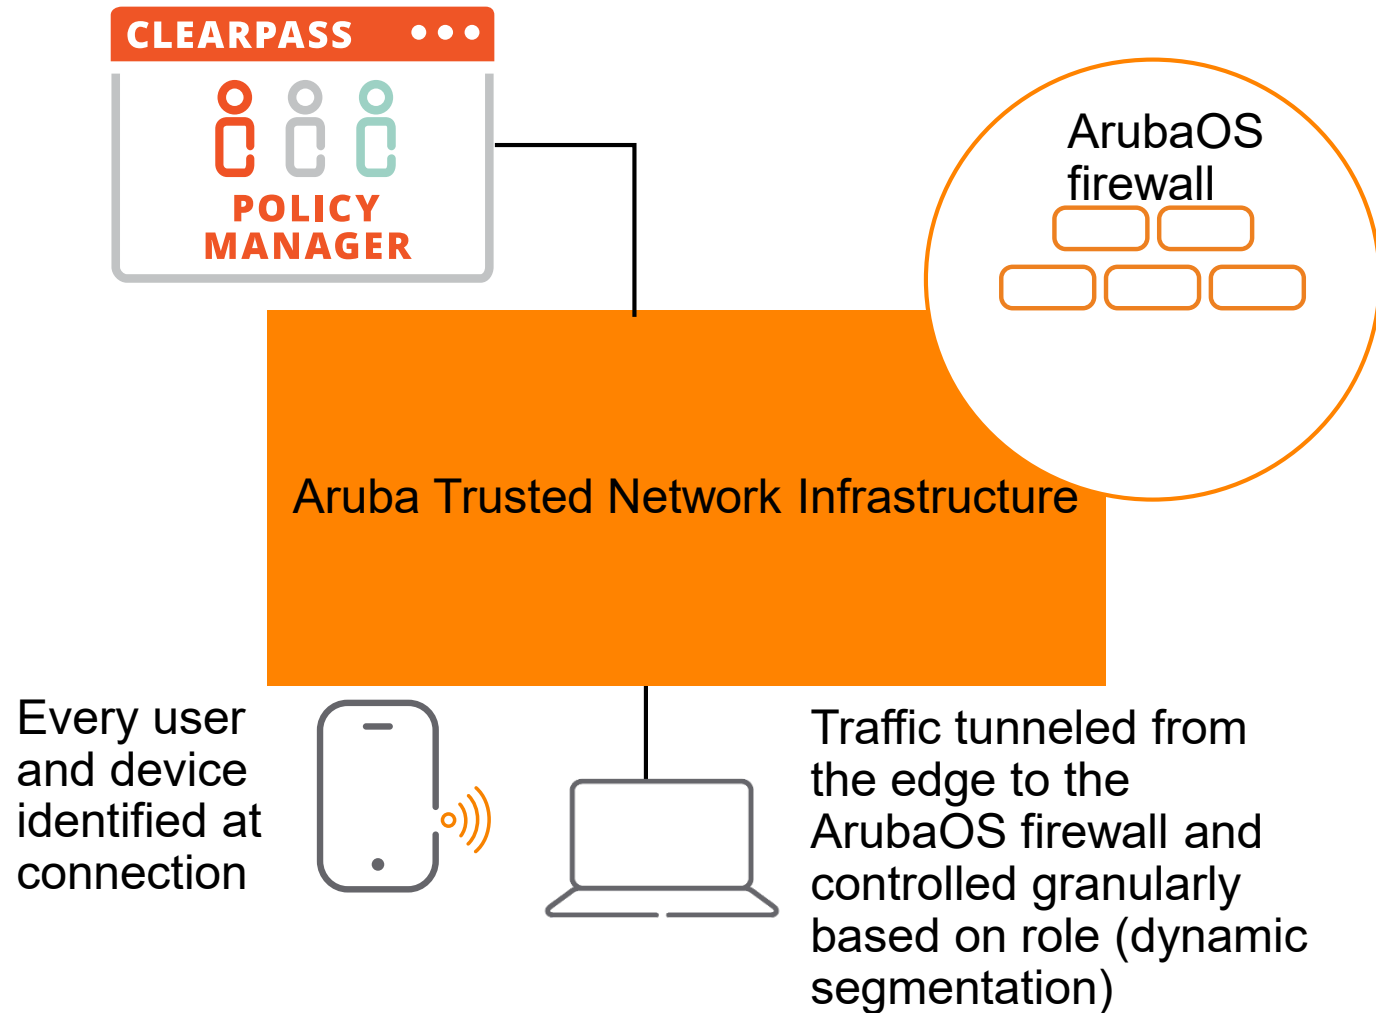 CLEARPASS
POLICY
MANAGER
ArubaOS
firewall
Aruba Trusted Network Infrastructure
Every user
and device
identified at
connection
Traffic tunneled from
the edge to the
ArubaOS firewall and
controlled granularly
based on role (dynamic
segmentation)